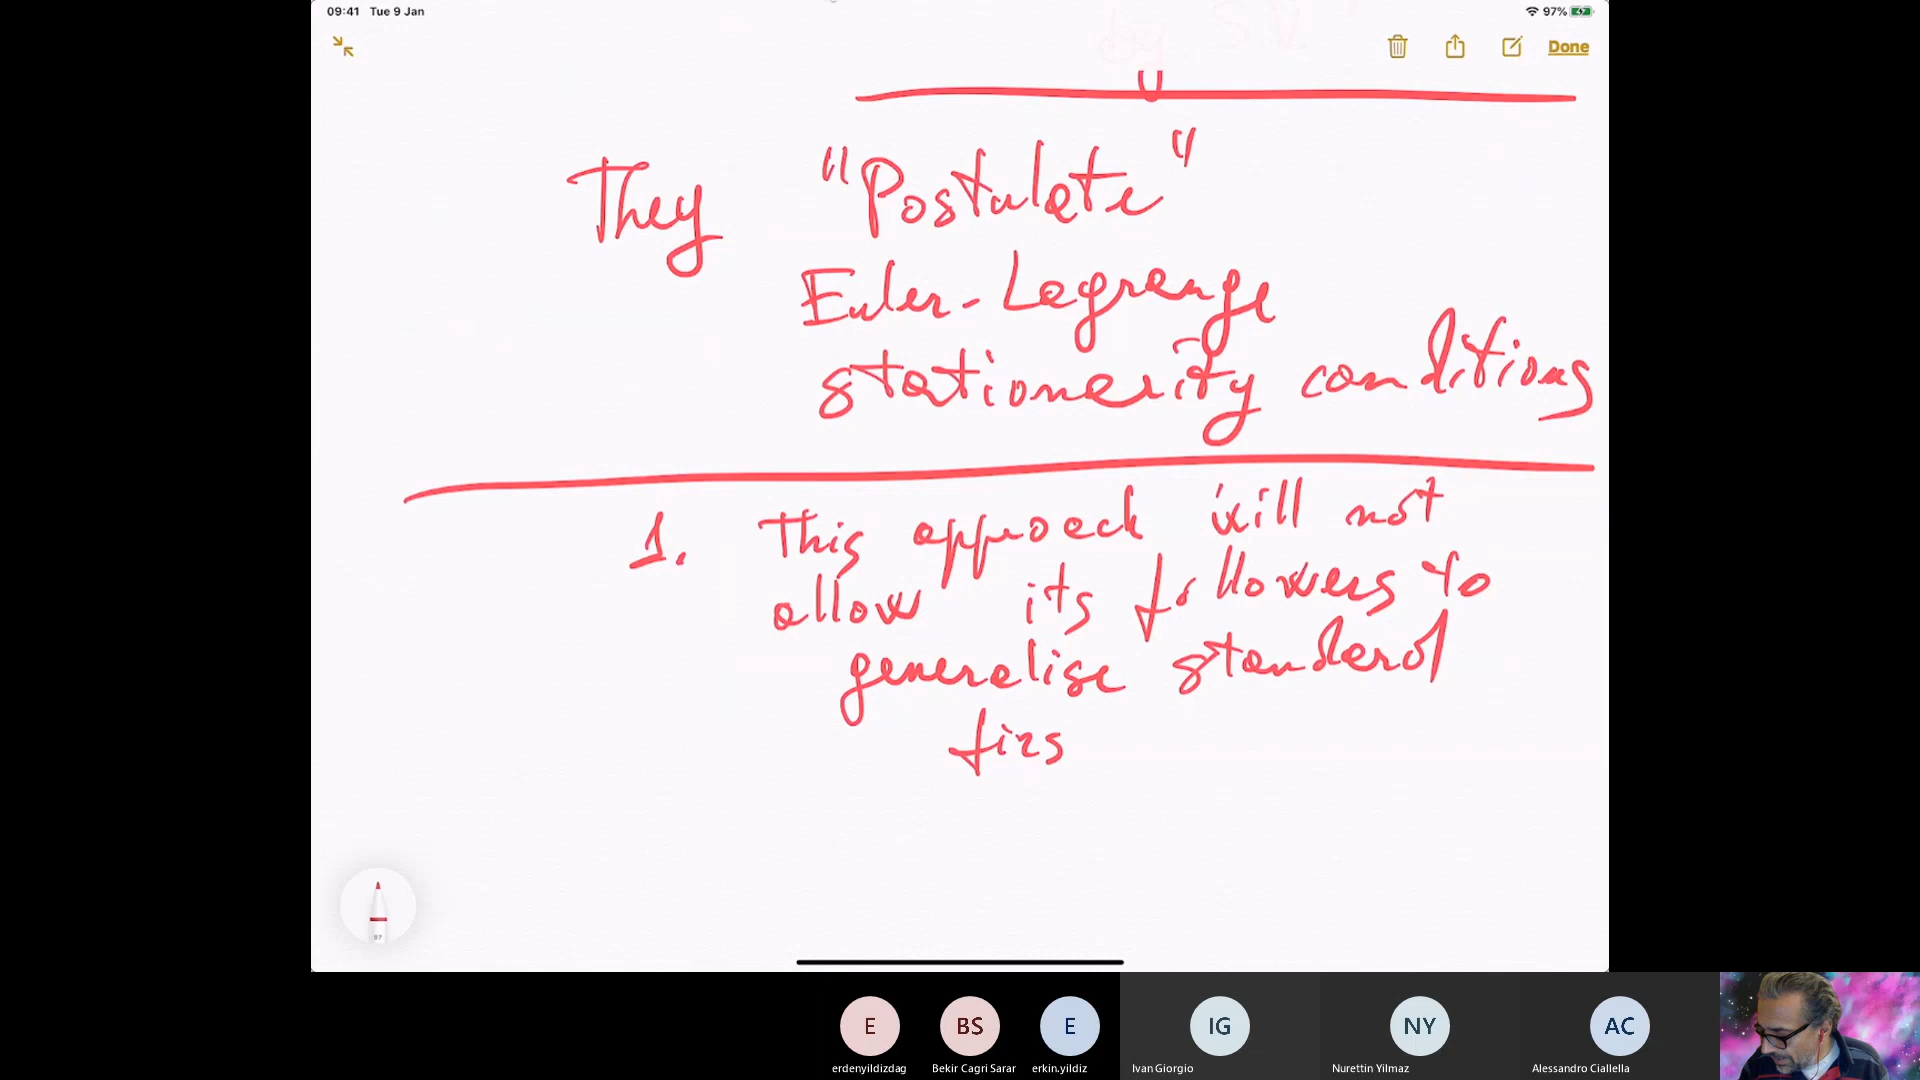 09:41 Tue 9 Jan
97%
Done
They "Postulate"
Euler-Lagrange
stationarity conditions
1. This approach will not
allow its followers to
generalise standard
firs
97
E BS E IG NY AC
erdenyildizdag Bekir Cagri Sarar erkin.yildiz Ivan Giorgio Nurettin Yilmaz Alessandro Ciallella